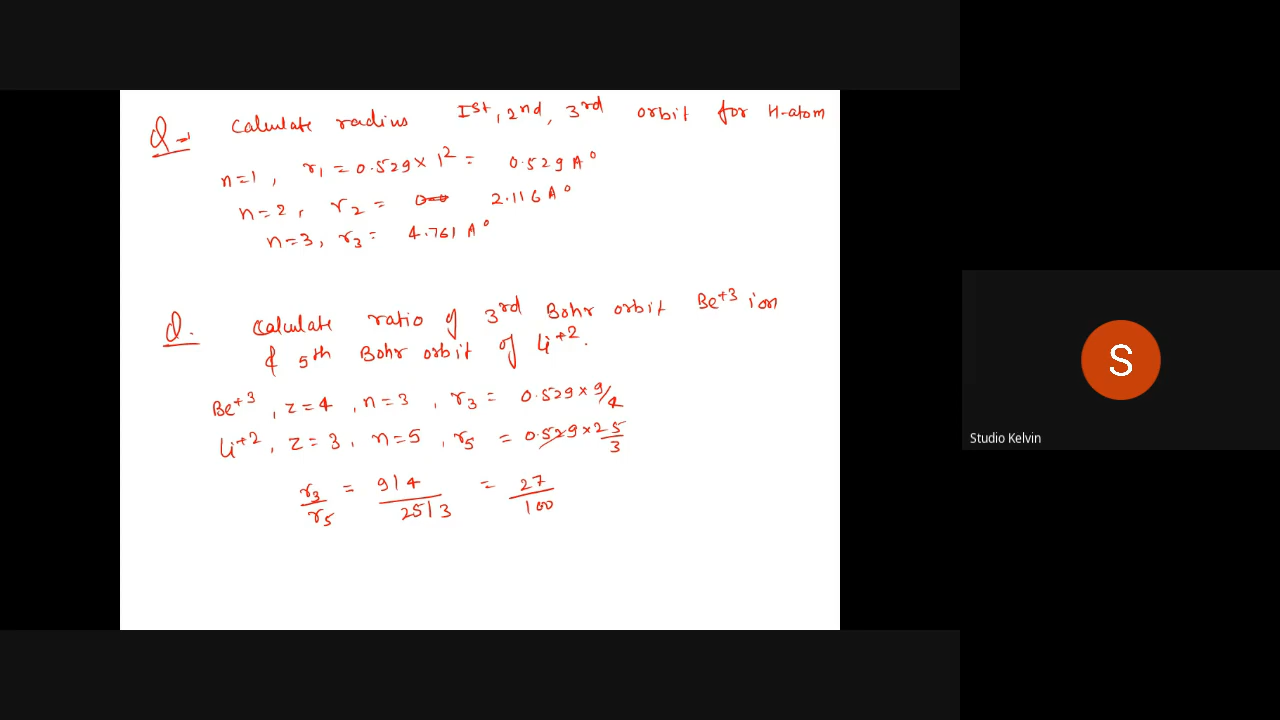 Q→ Calculate radius Ist, 2nd, 3rd orbit for H-atom
n=1, r1 = 0.529 × 1² = 0.529 A°
n=2, r2 = 2.116 A°
n=3, r3 = 4.761 A°
Q. Calculate ratio of 3rd Bohr orbit Be+3 ion
& 5th Bohr orbit of Li+2.
Be+3, z=4, n=3, r3 = 0.529 × 9/4
Li+2, z=3, n=5, r5 = 0.529 × 25/3
r3/r5 = 9/4 / 25/3 = 27/100
S
Studio Kelvin